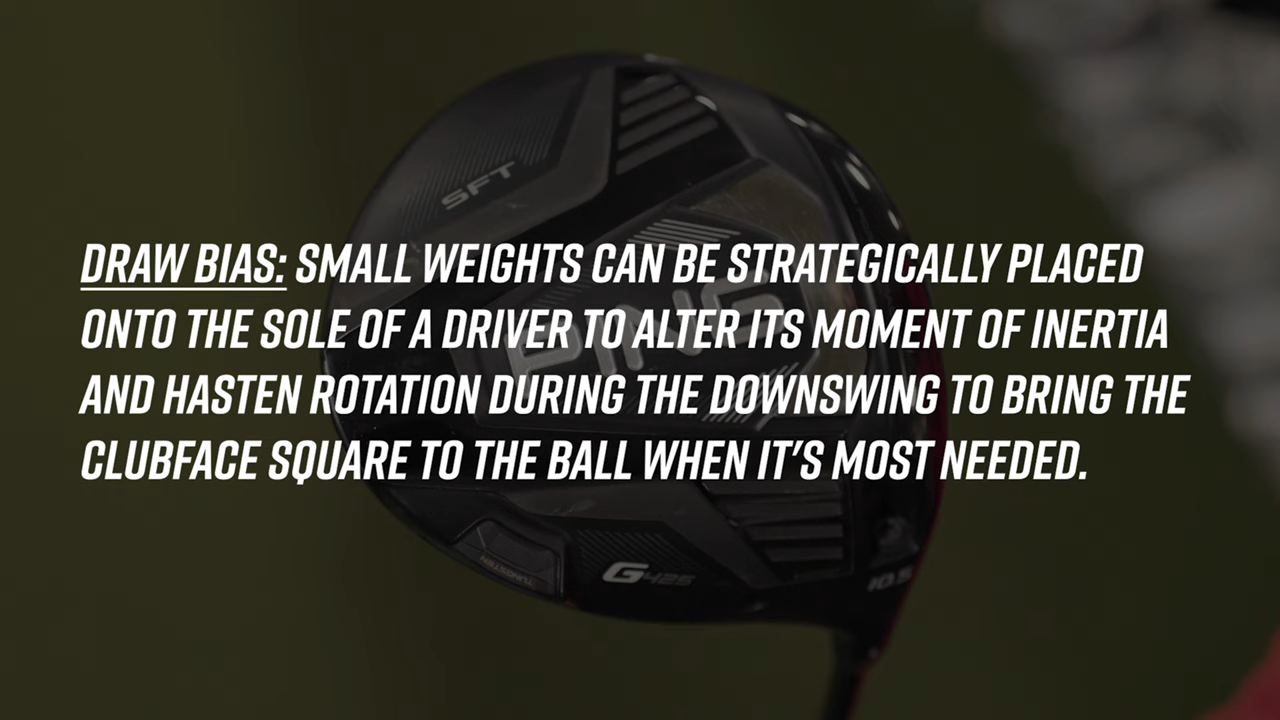 SFT
DRAW BIAS: SMALL WEIGHTS CAN BE STRATEGICALLY PLACED
ONTO THE SOLE OF A DRIVER TO ALTER ITS MOMENT OF INERTIA
AND HASTEN ROTATION DURING THE DOWNSWING TO BRING THE
CLUBFACE SQUARE TO THE BALL WHEN IT'S MOST NEEDED.
PING
TUNGSTEN
G425
10.5